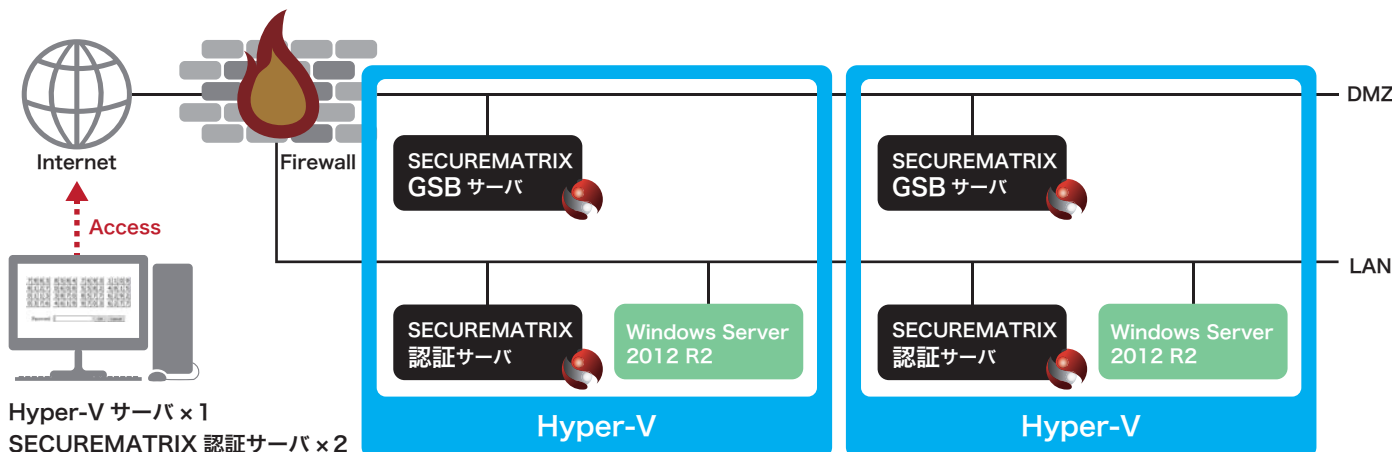 Internet
Firewall
Access
DMZ
LAN
SECUREMATRIX
GSB サーバ
SECUREMATRIX
GSB サーバ
SECUREMATRIX
認証サーバ
Windows Server
2012 R2
SECUREMATRIX
認証サーバ
Windows Server
2012 R2
Hyper-V
Hyper-V
Hyper-V サーバ ×1
SECUREMATRIX 認証サーバ ×2